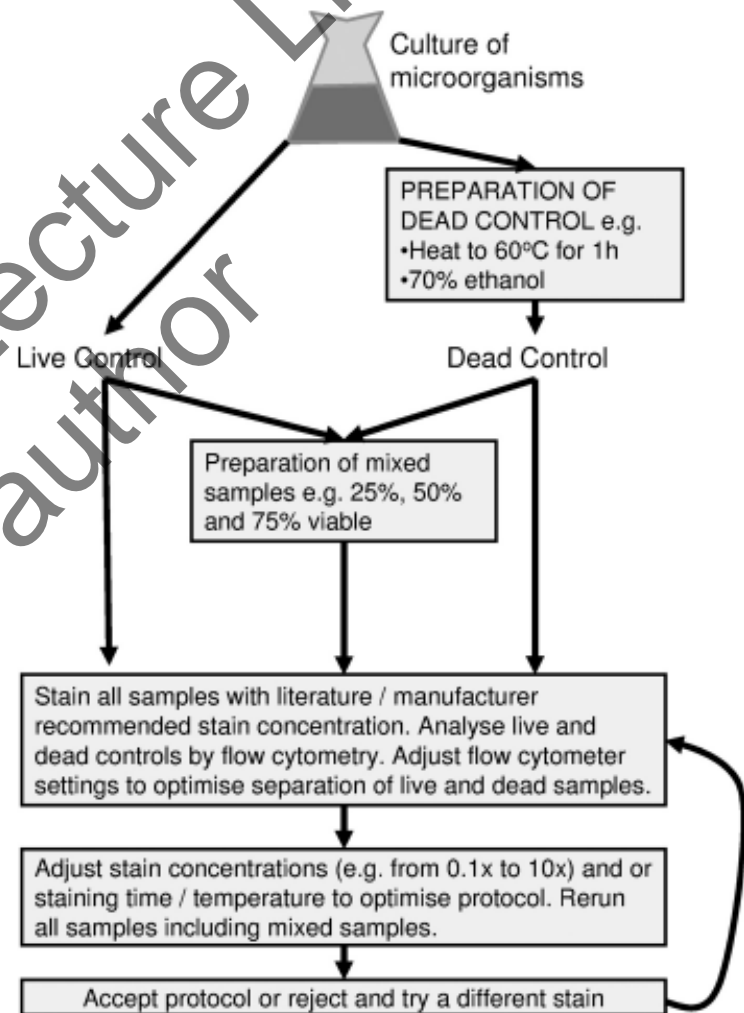 Culture of
microorganisms
PREPARATION OF
DEAD CONTROL e.g.
•Heat to 60ºC for 1h
•70% ethanol
Live Control
Dead Control
Preparation of mixed
samples e.g. 25%, 50%
and 75% viable
Stain all samples with literature / manufacturer
recommended stain concentration. Analyse live and
dead controls by flow cytometry. Adjust flow cytometer
settings to optimise separation of live and dead samples.
Adjust stain concentrations (e.g. from 0.1x to 10x) and or
staining time / temperature to optimise protocol. Rerun
all samples including mixed samples.
Accept protocol or reject and try a different stain
author